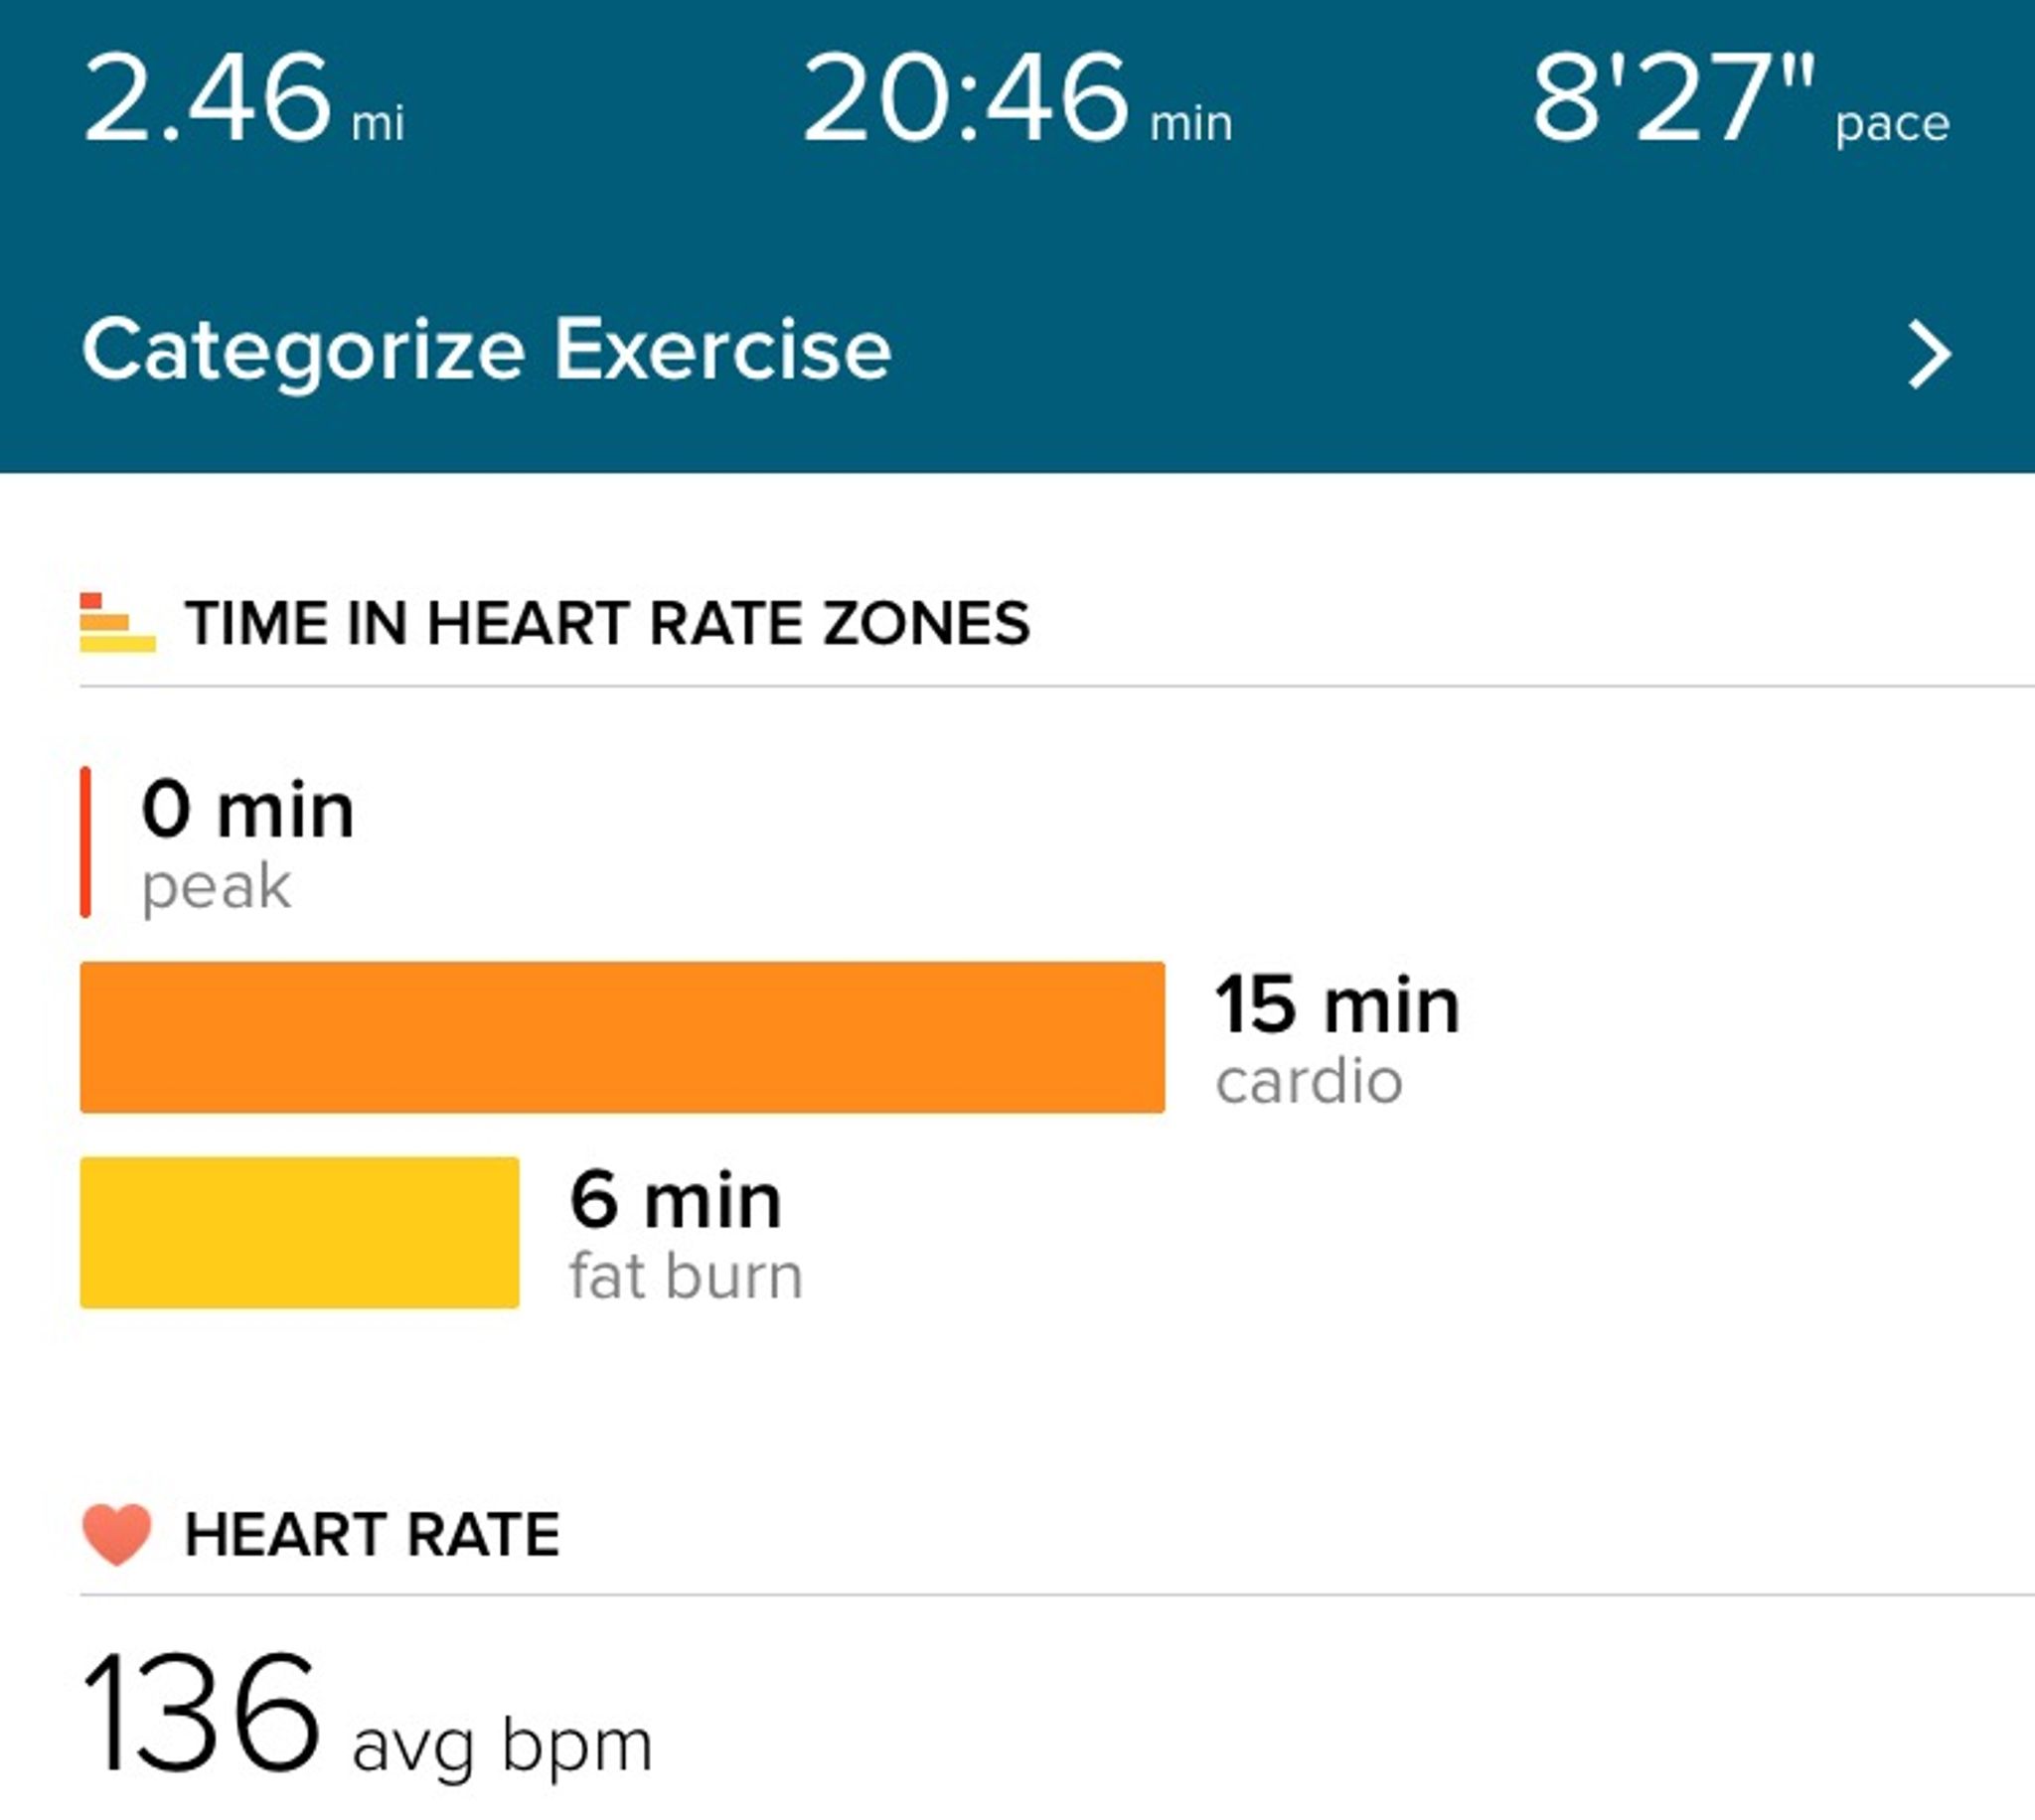 2.46 mi 20:46 min 8'27" pace
Categorize Exercise
TIME IN HEART RATE ZONES
0 min
peak
15 min
cardio
6 min
fat burn
HEART RATE
136 avg bpm